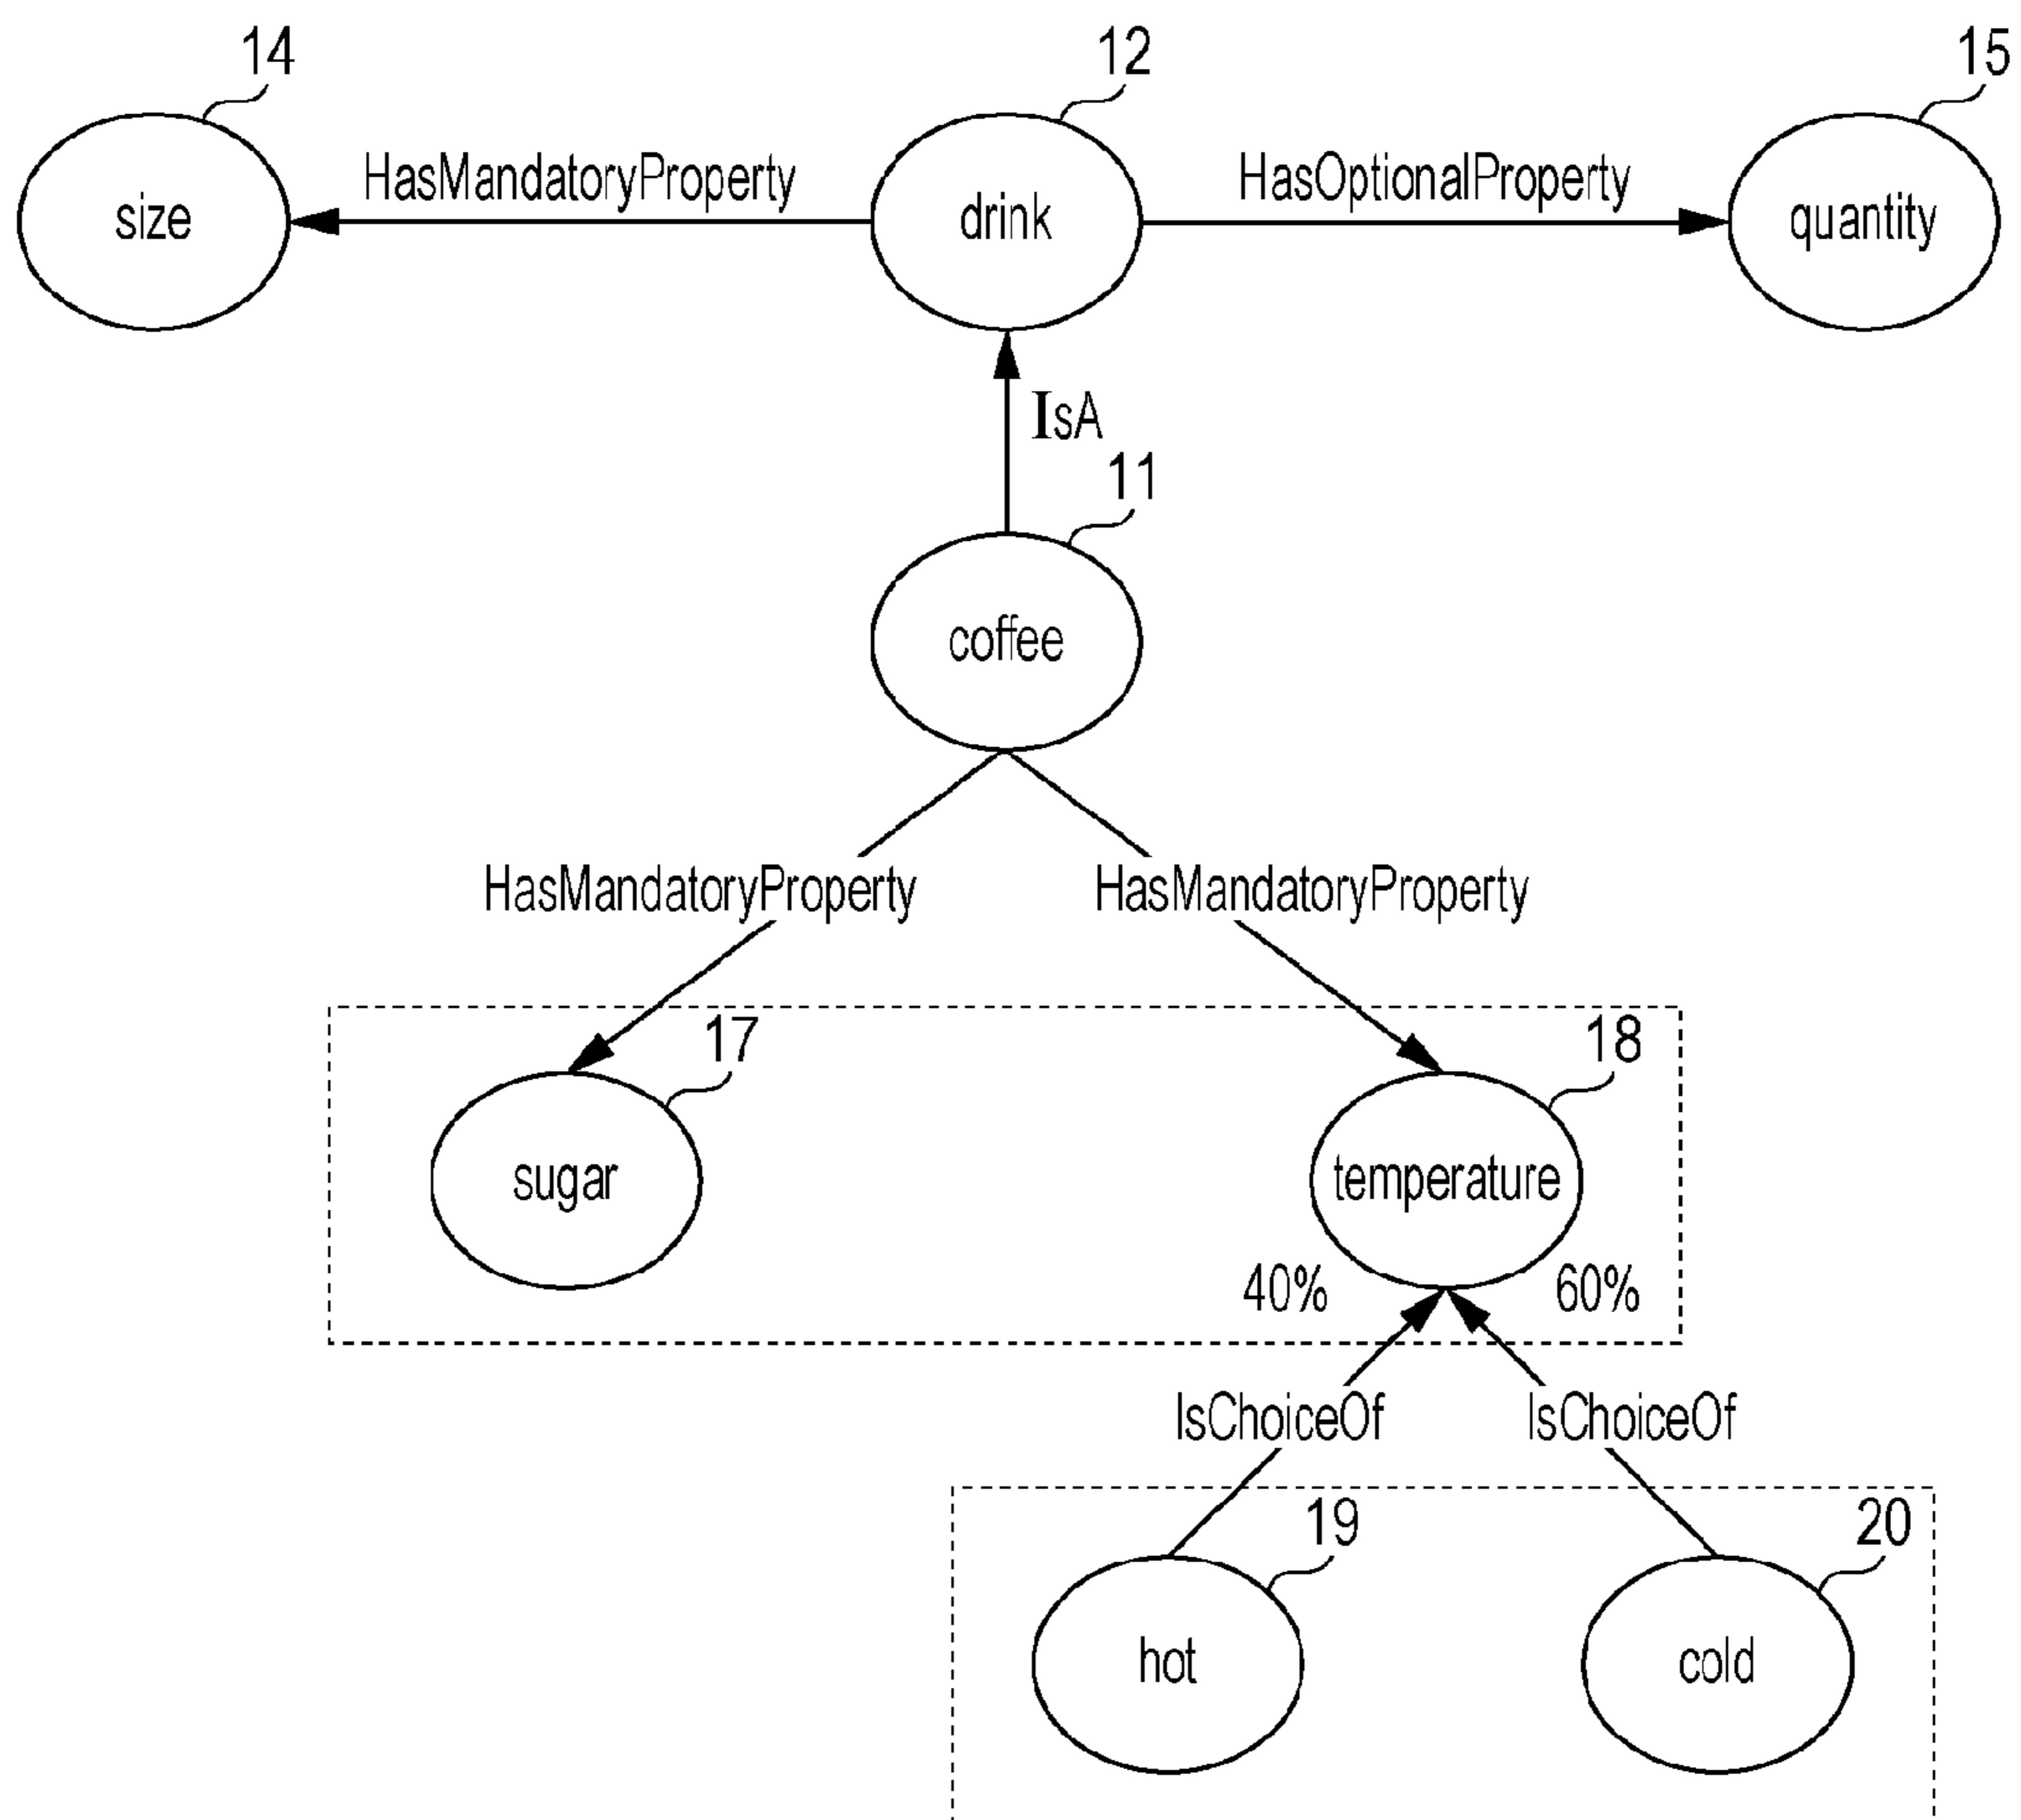 14
12
15
HasMandatoryProperty
HasOptionalProperty
size
drink
quantity
IsA
11
coffee
HasMandatoryProperty
HasMandatoryProperty
17
18
sugar
temperature
40%
60%
IsChoiceOf
IsChoiceOf
19
20
hot
cold